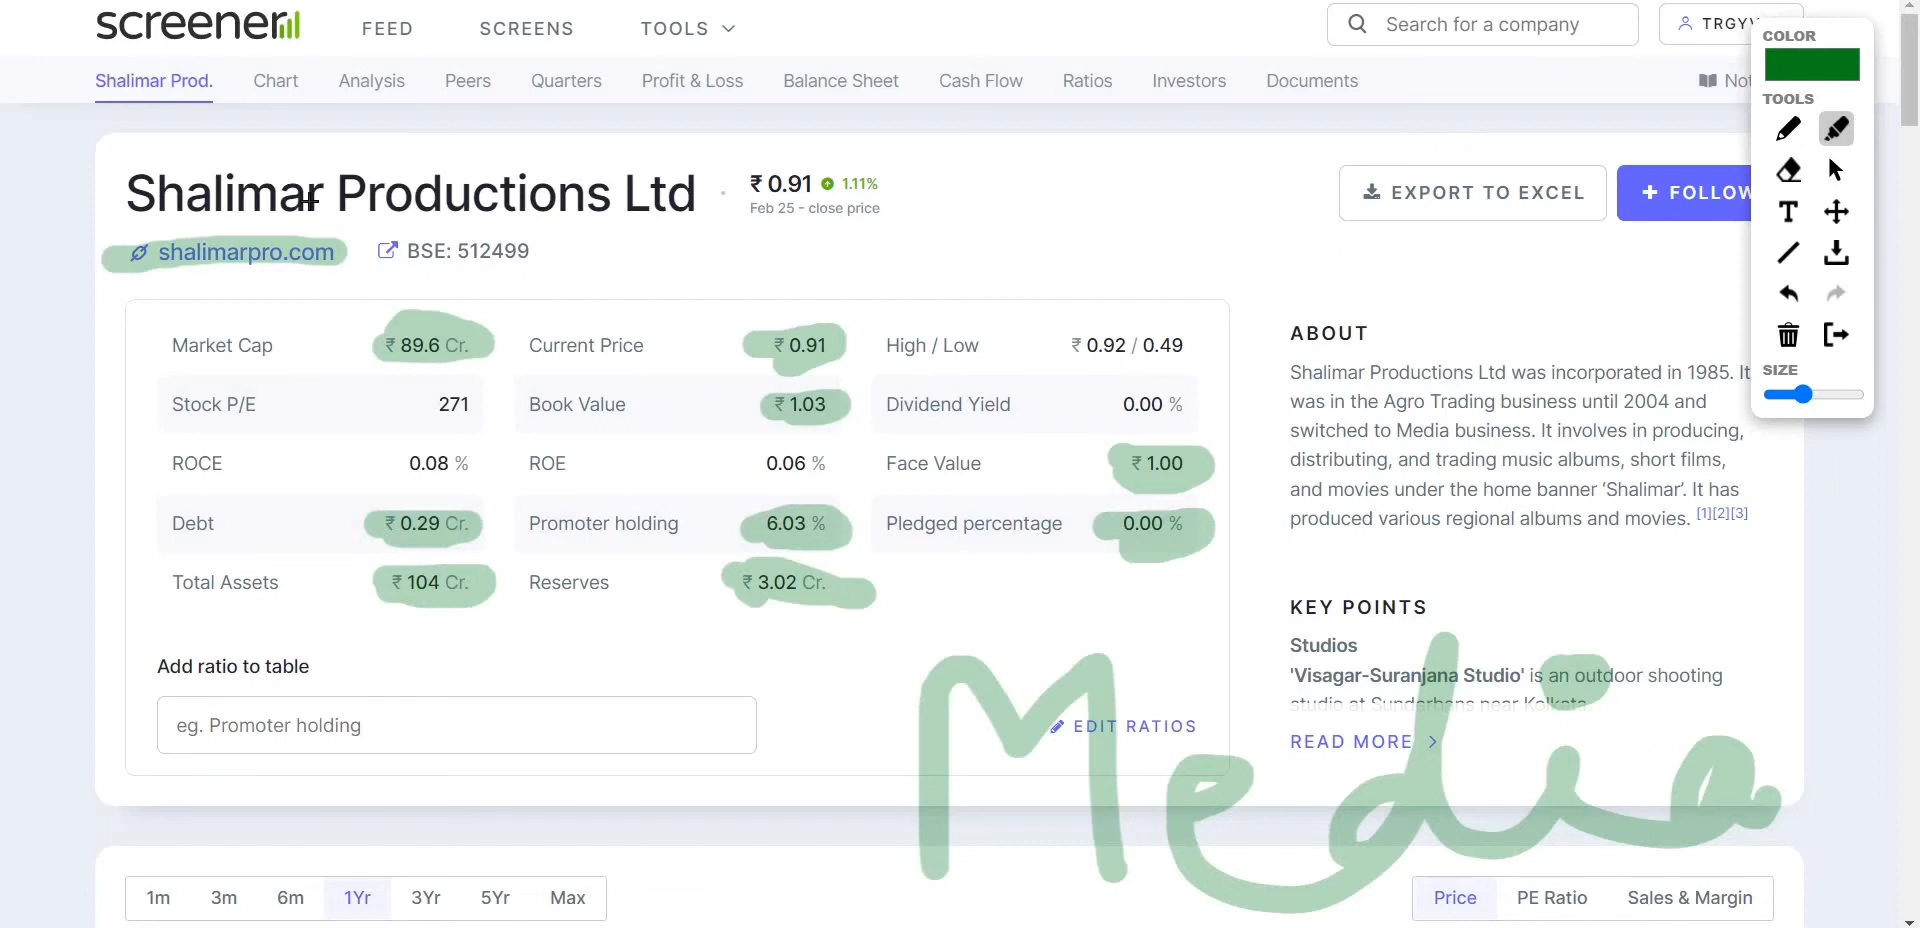 screener
FEED SCREENS TOOLS
Search for a company
COLOR
TOOLS
SIZE
Shalimar Prod. Chart Analysis Peers Quarters Profit & Loss Balance Sheet Cash Flow Ratios Investors Documents
Shalimar Productions Ltd
₹ 0.91 1.11%
Feb 25 - close price
EXPORT TO EXCEL
+ FOLLOW
shalimarpro.com BSE: 512499
Market Cap ₹ 89.6 Cr. Current Price ₹ 0.91 High / Low ₹ 0.92 / 0.49
Stock P/E 271 Book Value ₹ 1.03 Dividend Yield 0.00 %
ROCE 0.08 % ROE 0.06 % Face Value ₹ 1.00
Debt ₹ 0.29 Cr. Promoter holding 6.03 % Pledged percentage 0.00 %
Total Assets ₹ 104 Cr. Reserves ₹ 3.02 Cr.
Add ratio to table
eg. Promoter holding
EDIT RATIOS
ABOUT
Shalimar Productions Ltd was incorporated in 1985. It
was in the Agro Trading business until 2004 and
switched to Media business. It involves in producing,
distributing, and trading music albums, short films,
and movies under the home banner ‘Shalimar’. It has
produced various regional albums and movies. [1][2][3]
KEY POINTS
Studios
'Visagar-Suranjana Studio' is an outdoor shooting
studio at Sunderbans near Kolkata.
READ MORE
Media
1m 3m 6m 1Yr 3Yr 5Yr Max
Price PE Ratio Sales & Margin